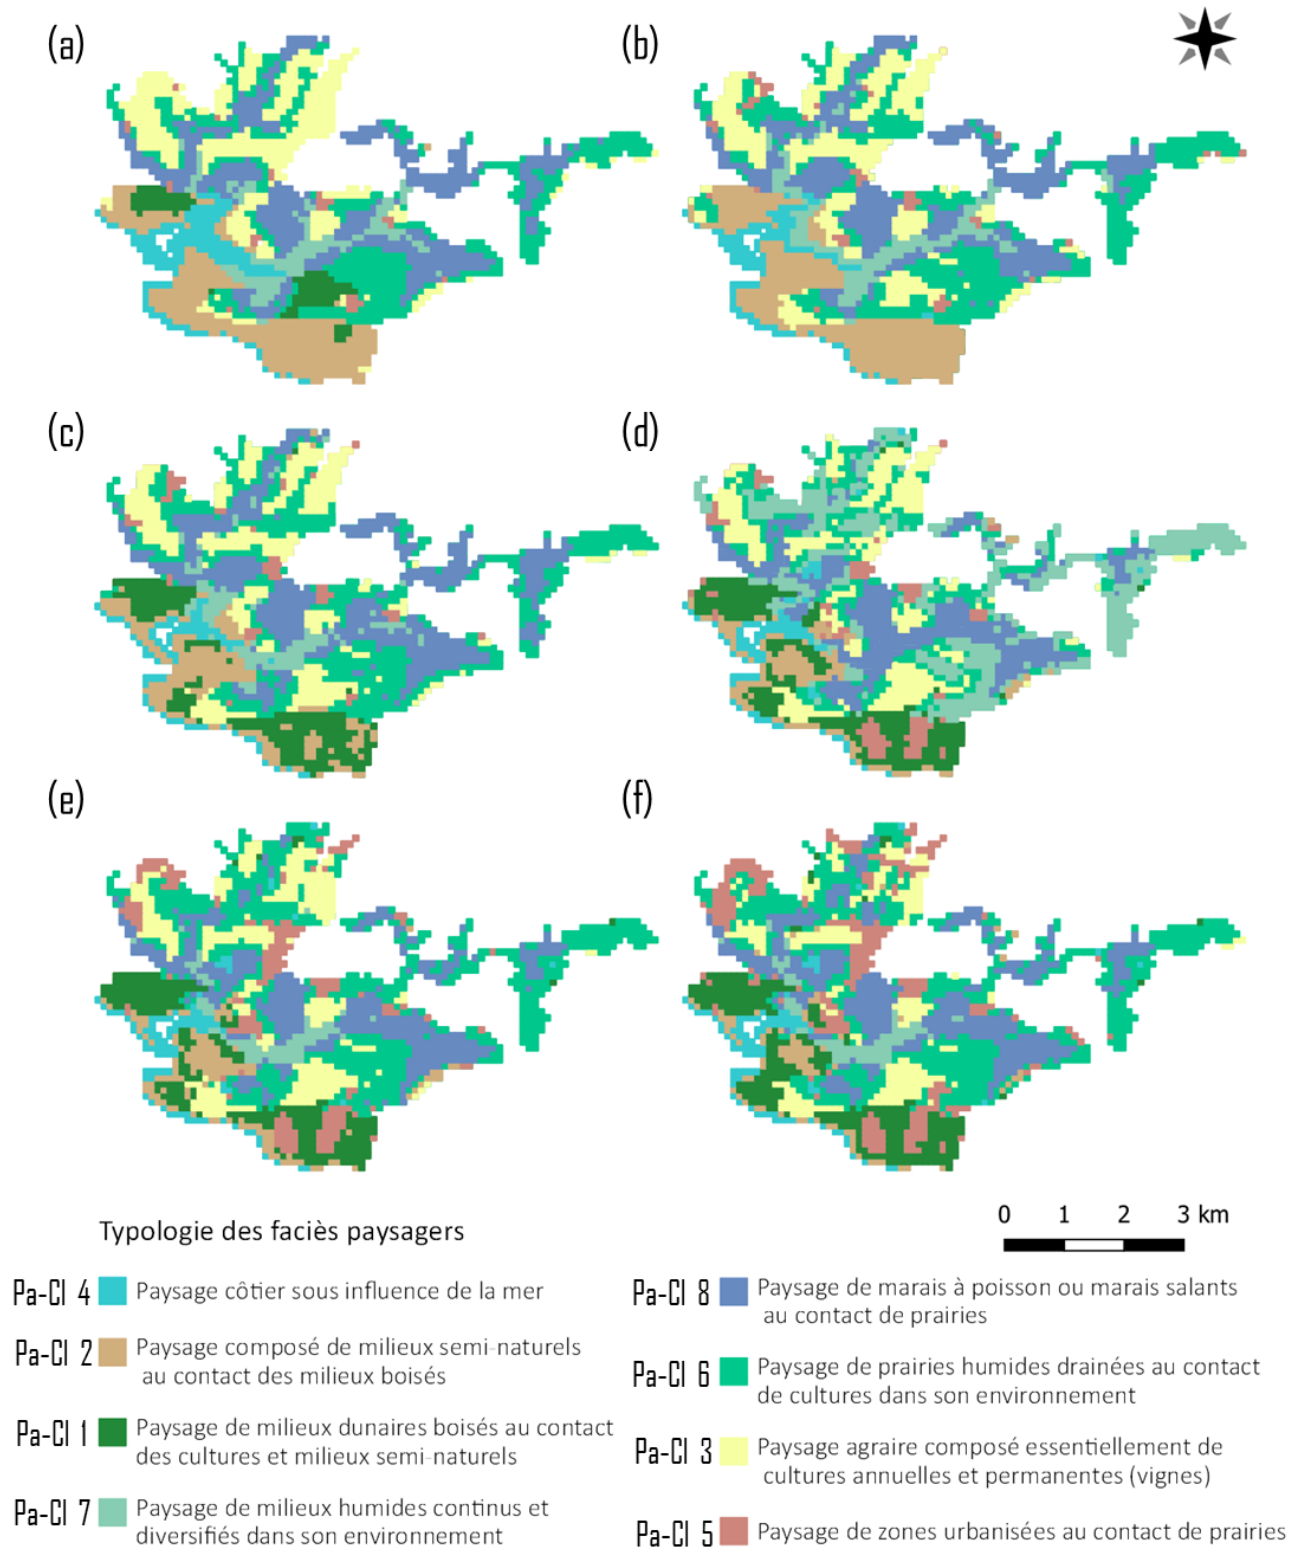 (a)
(b)
(c)
(d)
(e)
(f)
Typologie des faciès paysagers
0 1 2 3 km
Pa-Cl 4 Paysage côtier sous influence de la mer
Pa-Cl 2 Paysage composé de milieux semi-naturels
au contact des milieux boisés
Pa-Cl 1 Paysage de milieux dunaires boisés au contact
des cultures et milieux semi-naturels
Pa-Cl 7 Paysage de milieux humides continus et
diversifiés dans son environnement
Pa-Cl 8 Paysage de marais à poisson ou marais salants
au contact de prairies
Pa-Cl 6 Paysage de prairies humides drainées au contact
de cultures dans son environnement
Pa-Cl 3 Paysage agraire composé essentiellement de
cultures annuelles et permanentes (vignes)
Pa-Cl 5 Paysage de zones urbanisées au contact de prairies